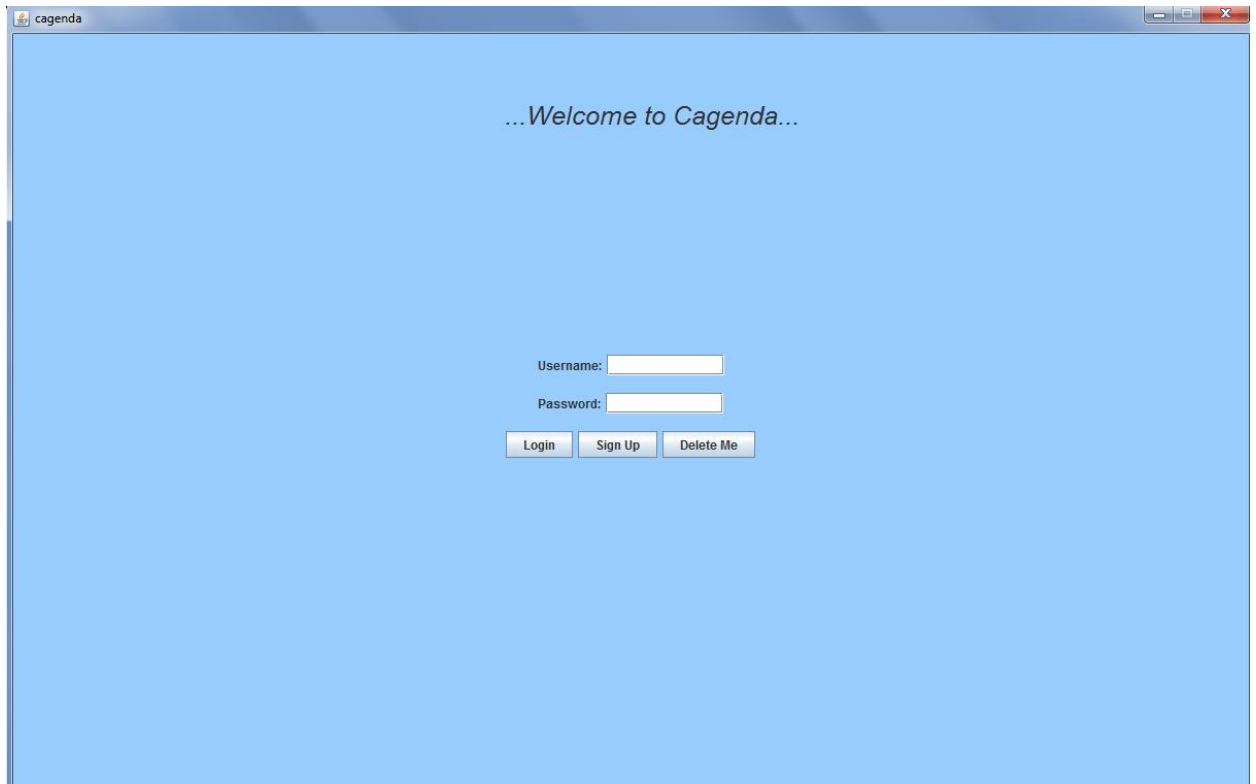 cagenda
...Welcome to Cagenda...
Username:
Password:
Login Sign Up Delete Me